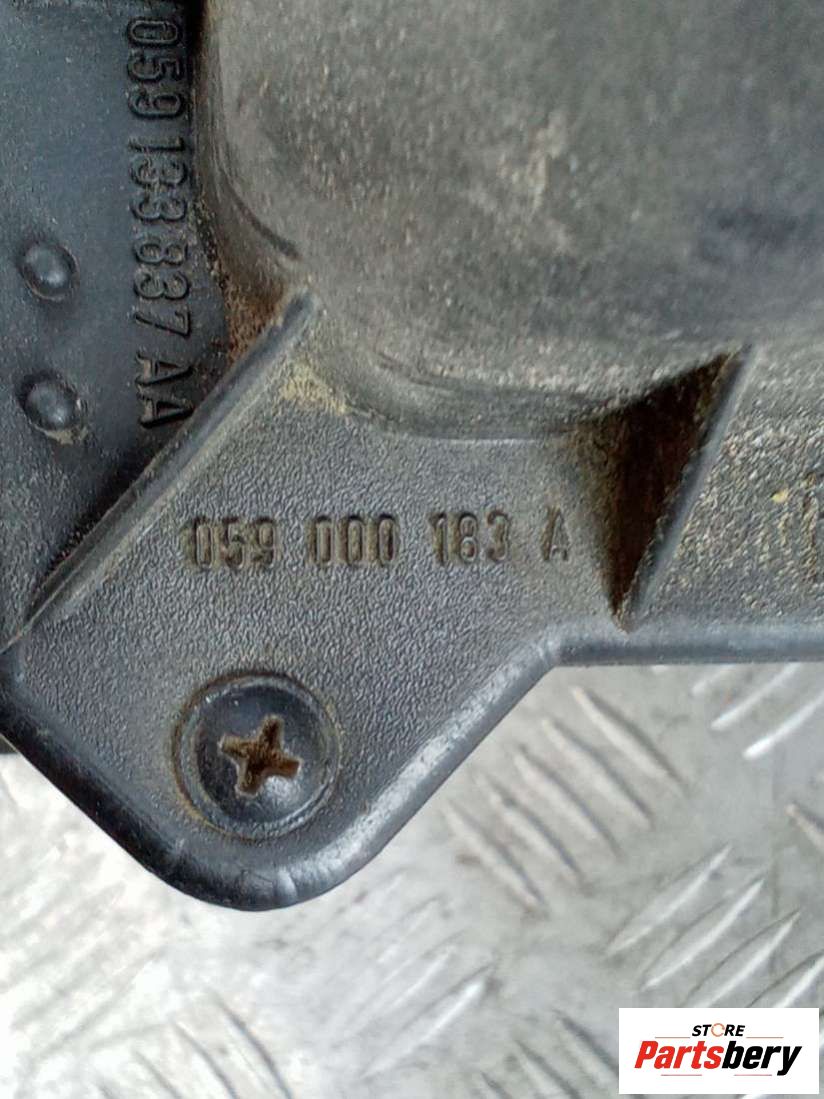 059 133 837 AA
059 000 183 A
STORE
Partsbery